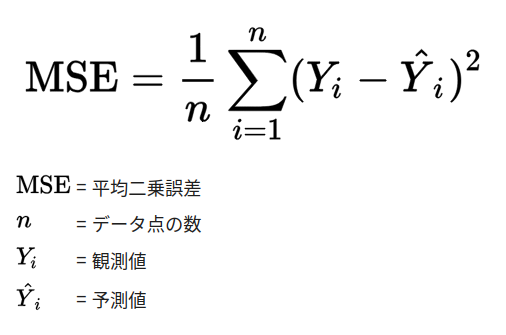 MSE = \frac{1}{n} \sum_{i=1}^{n} (Y_i - \hat{Y}_i)^2
MSE = 平均二乗誤差
n = データ点の数
Y_i = 観測値
\hat{Y}_i = 予測値